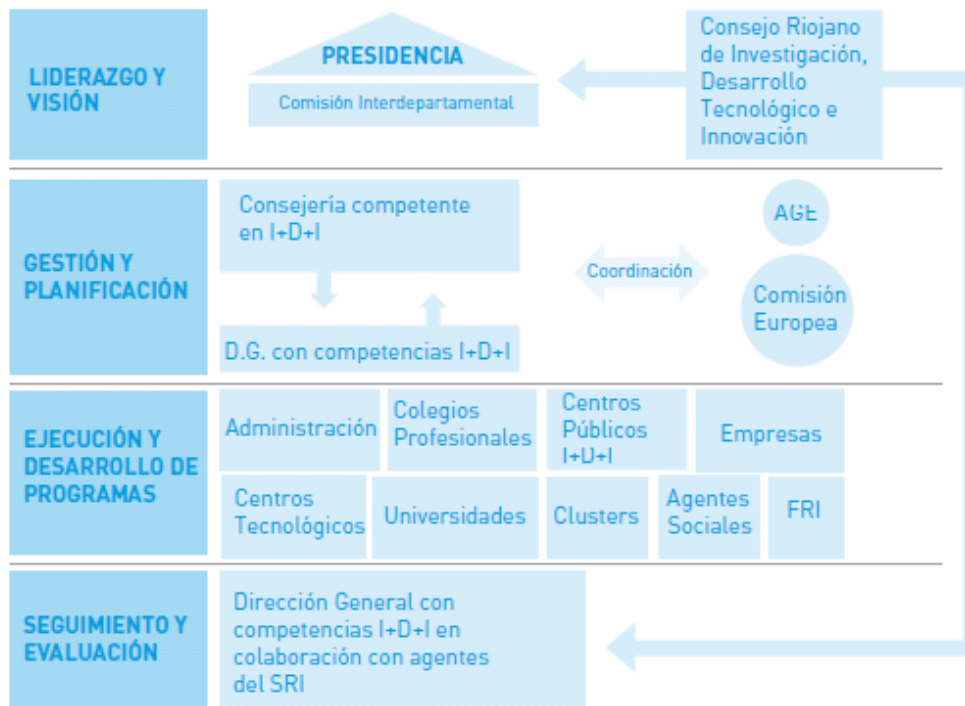 LIDERAZGO Y
VISIÓN
PRESIDENCIA
Comisión Interdepartamental
Consejo Riojano
de Investigación,
Desarrollo
Tecnológico e
Innovación
GESTIÓN Y
PLANIFICACIÓN
Consejería competente
en I+D+I
D.G. con competencias I+D+I
Coordinación
AGE
Comisión
Europea
EJECUCIÓN Y
DESARROLLO DE
PROGRAMAS
Administración
Colegios
Profesionales
Centros
Públicos
I+D+I
Empresas
Centros
Tecnológicos
Universidades
Clusters
Agentes
Sociales
FRI
SEGUIMIENTO Y
EVALUACIÓN
Dirección General con
competencias I+D+I en
colaboración con agentes
del SRI